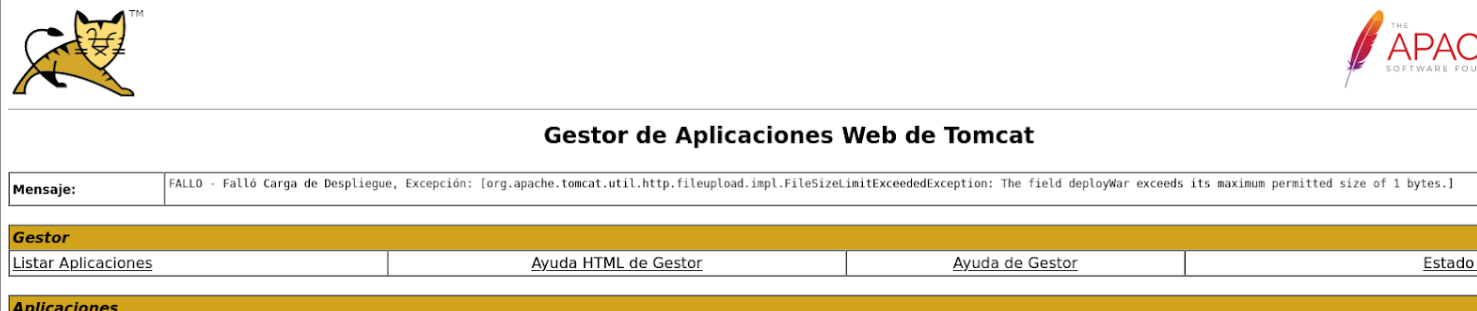 TM
THE
APAC
SOFTWARE FOU
Gestor de Aplicaciones Web de Tomcat
Mensaje: FALLO - Falló Carga de Despliegue, Excepción: [org.apache.tomcat.util.http.fileupload.impl.FileSizeLimitExceededException: The field deployWar exceeds its maximum permitted size of 1 bytes.]
Gestor
Listar Aplicaciones Ayuda HTML de Gestor Ayuda de Gestor Estado
Aplicaciones